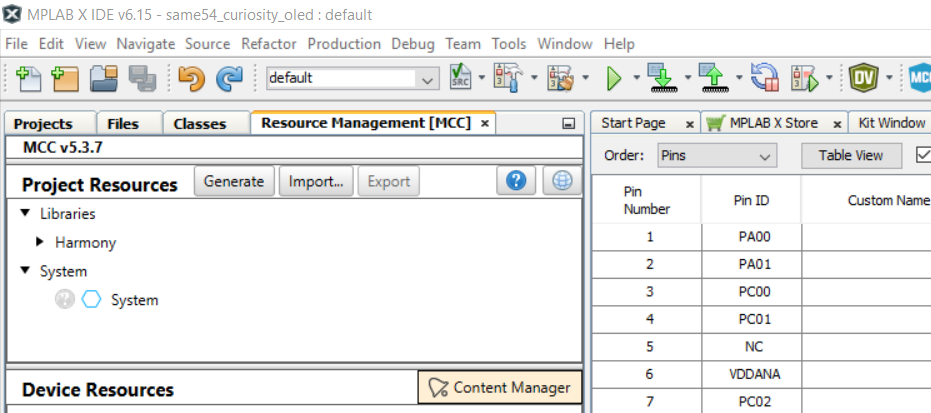 MPLAB X IDE v6.15 - same54_curiosity_oled : default
File Edit View Navigate Source Refactor Production Debug Team Tools Window Help
default
SRC
DV
MC
Projects Files Classes Resource Management [MCC] × Start Page × MPLAB X Store × Kit Window
MCC v5.3.7
Order: Pins Table View
Project Resources Generate Import... Export ?
Pin Number Pin ID Custom Name
Libraries
Harmony
System
? System
1 PA00
2 PA01
3 PC00
4 PC01
5 NC
6 VDDANA
7 PC02
Device Resources Content Manager